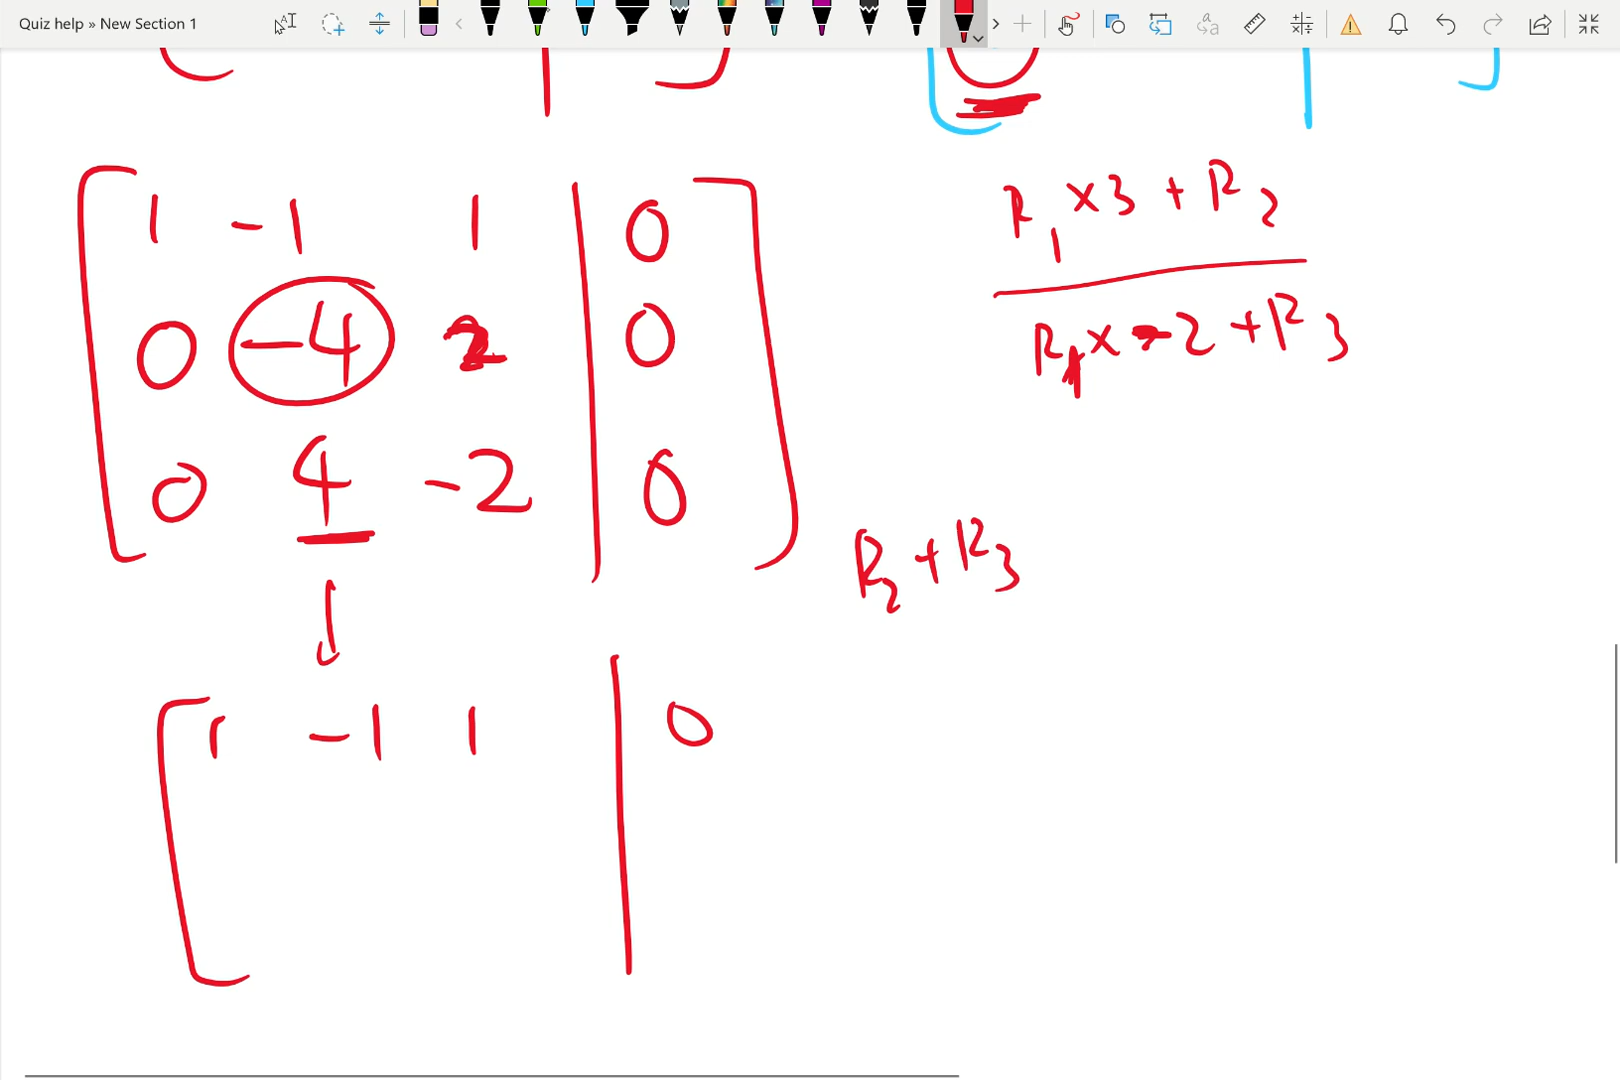 Quiz help » New Section 1
1 -1 1 | 0
R1 x3 + R2
0 -4 2 | 0
R1 x -2 + R3
0 4 -2 | 0
R2 + R3
1 -1 1 | 0